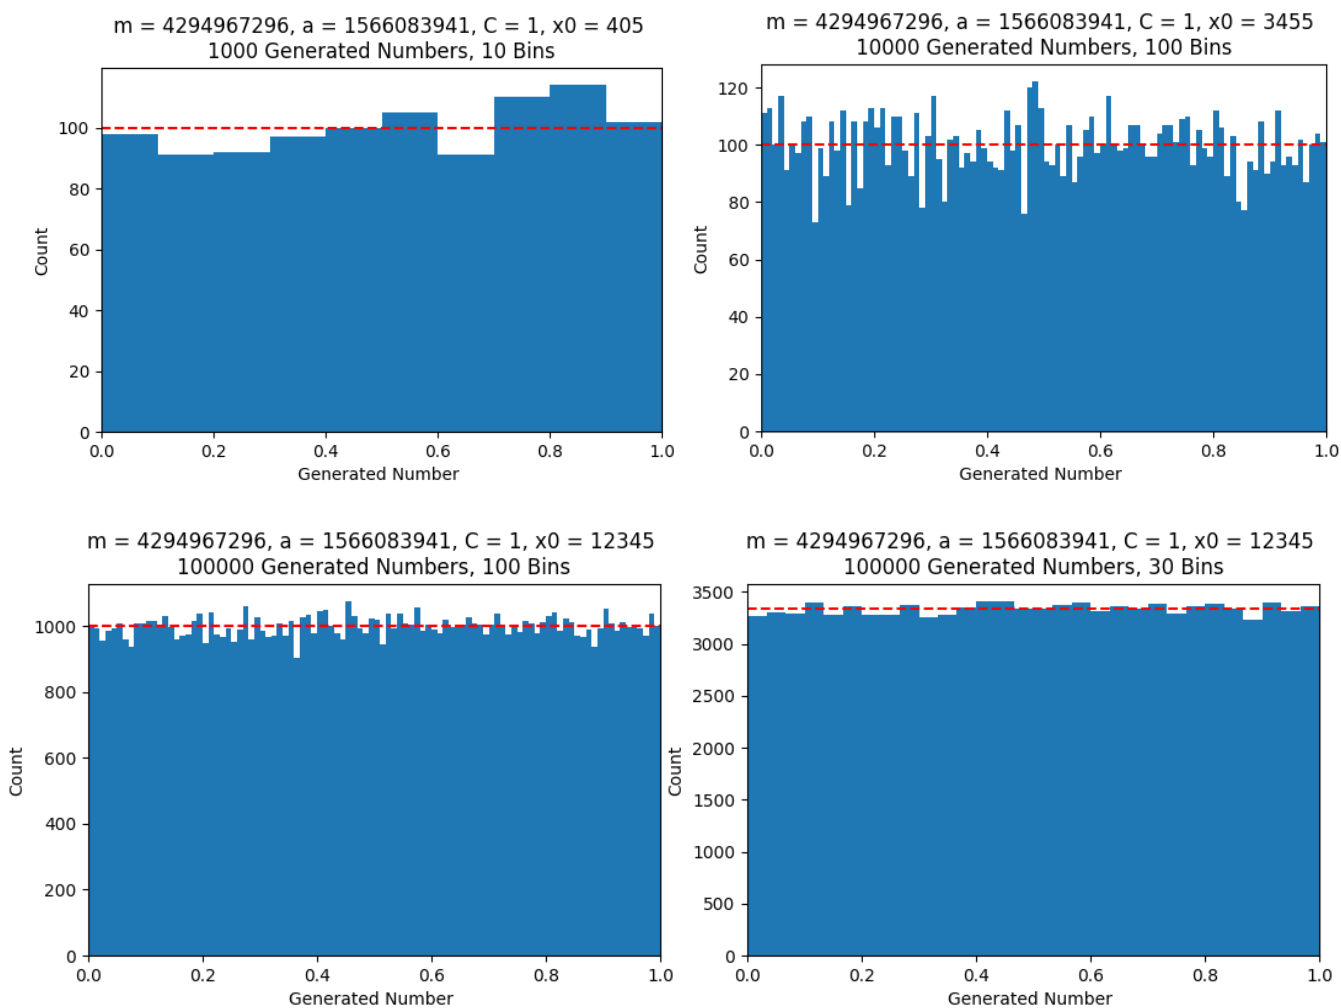 m = 4294967296, a = 1566083941, C = 1, x0 = 405
1000 Generated Numbers, 10 Bins
100
80
60
40
20
0
Count
0.0 0.2 0.4 0.6 0.8 1.0
Generated Number
m = 4294967296, a = 1566083941, C = 1, x0 = 3455
10000 Generated Numbers, 100 Bins
120
100
80
60
40
20
0
Count
0.0 0.2 0.4 0.6 0.8 1.0
Generated Number
m = 4294967296, a = 1566083941, C = 1, x0 = 12345
100000 Generated Numbers, 100 Bins
1000
800
600
400
200
0
Count
0.0 0.2 0.4 0.6 0.8 1.0
Generated Number
m = 4294967296, a = 1566083941, C = 1, x0 = 12345
100000 Generated Numbers, 30 Bins
3500
3000
2500
2000
1500
1000
500
0
Count
0.0 0.2 0.4 0.6 0.8 1.0
Generated Number